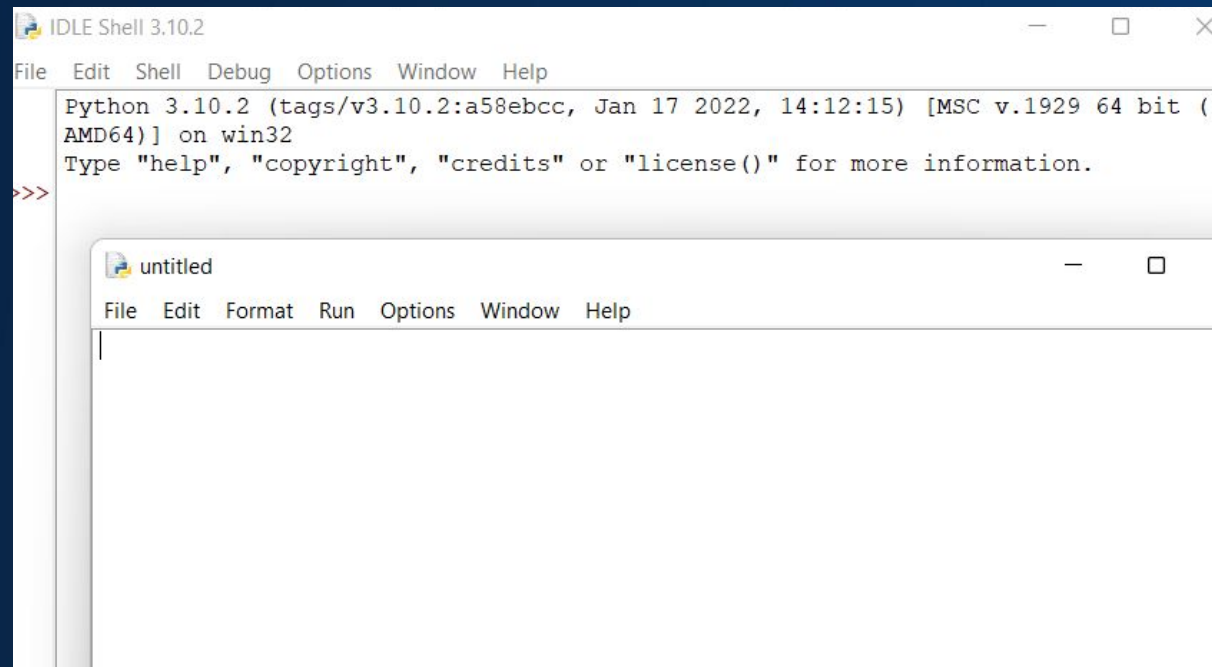 IDLE Shell 3.10.2
File Edit Shell Debug Options Window Help
Python 3.10.2 (tags/v3.10.2:a58ebcc, Jan 17 2022, 14:12:15) [MSC v.1929 64 bit (
AMD64)] on win32
Type "help", "copyright", "credits" or "license()" for more information.
>>>
untitled
File Edit Format Run Options Window Help